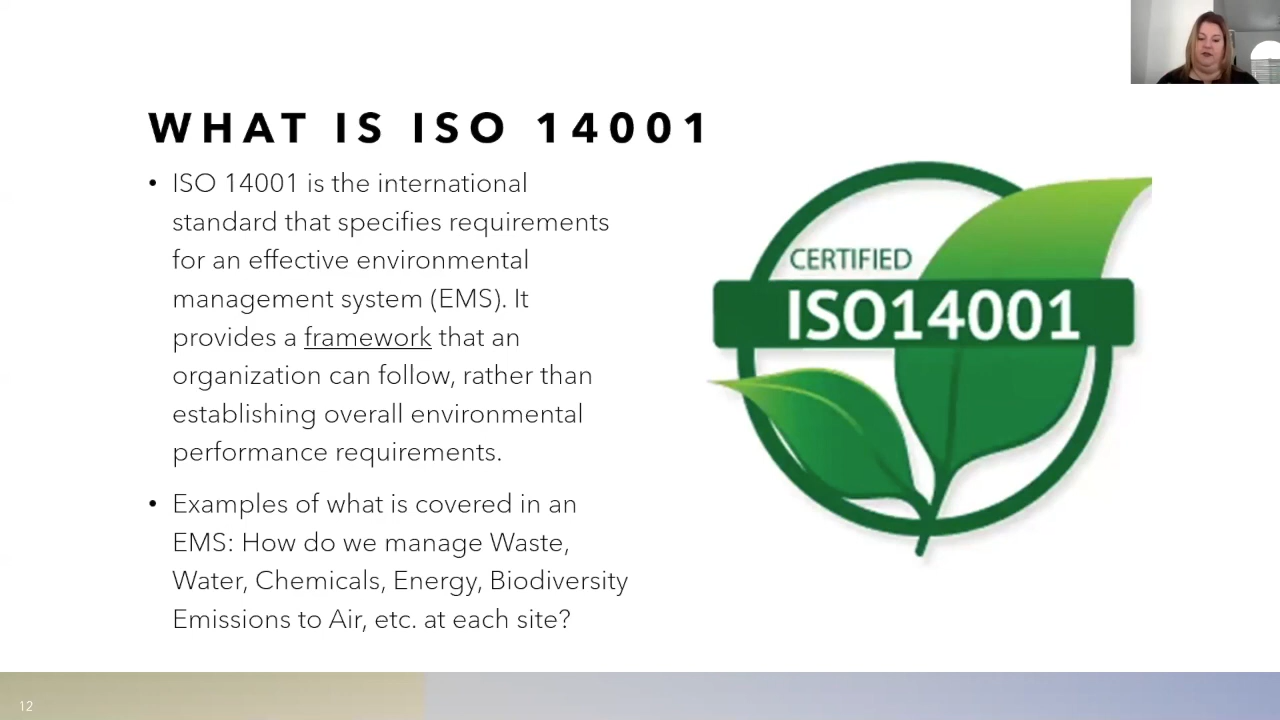 WHAT IS ISO 14001
• ISO 14001 is the international
standard that specifies requirements
for an effective environmental
management system (EMS). It
provides a framework that an
organization can follow, rather than
establishing overall environmental
performance requirements.
• Examples of what is covered in an
EMS: How do we manage Waste,
Water, Chemicals, Energy, Biodiversity
Emissions to Air, etc. at each site?
CERTIFIED
ISO14001
12